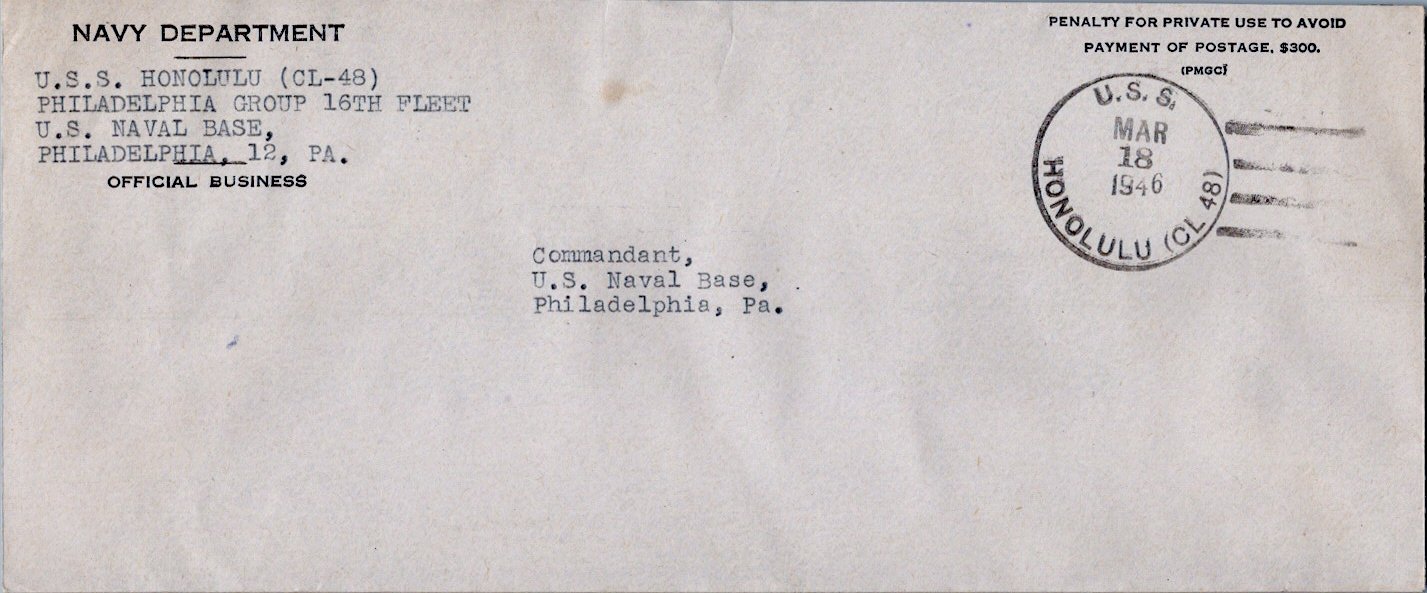 NAVY DEPARTMENT
U.S.S. HONOLULU (CL-48)
PHILADELPHIA GROUP 16TH FLEET
U.S. NAVAL BASE,
PHILADELPHIA, 12, PA.
OFFICIAL BUSINESS
PENALTY FOR PRIVATE USE TO AVOID
PAYMENT OF POSTAGE, $300.
(PMGC)
U.S.S.
MAR
18
1946
HONOLULU (CL 48)
Commandant,
U.S. Naval Base,
Philadelphia, Pa.